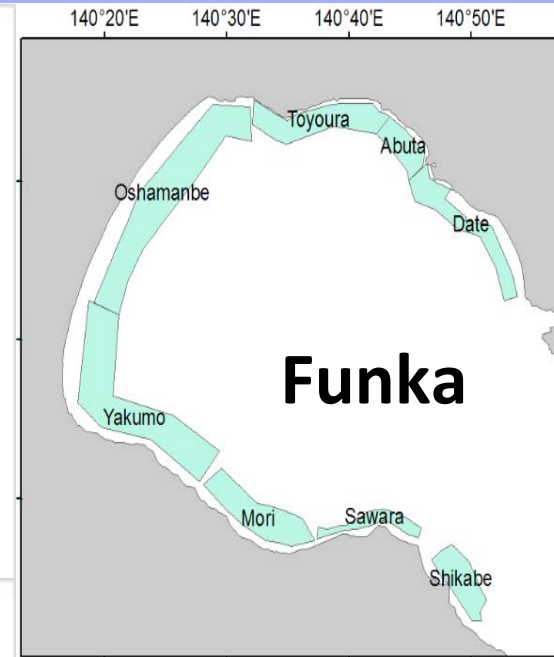 140°20'E 140°30'E 140°40'E 140°50'E
Toyoura
Abuta
Oshamanbe
Date
Funka
Yakumo
Mori
Sawara
Shikabe